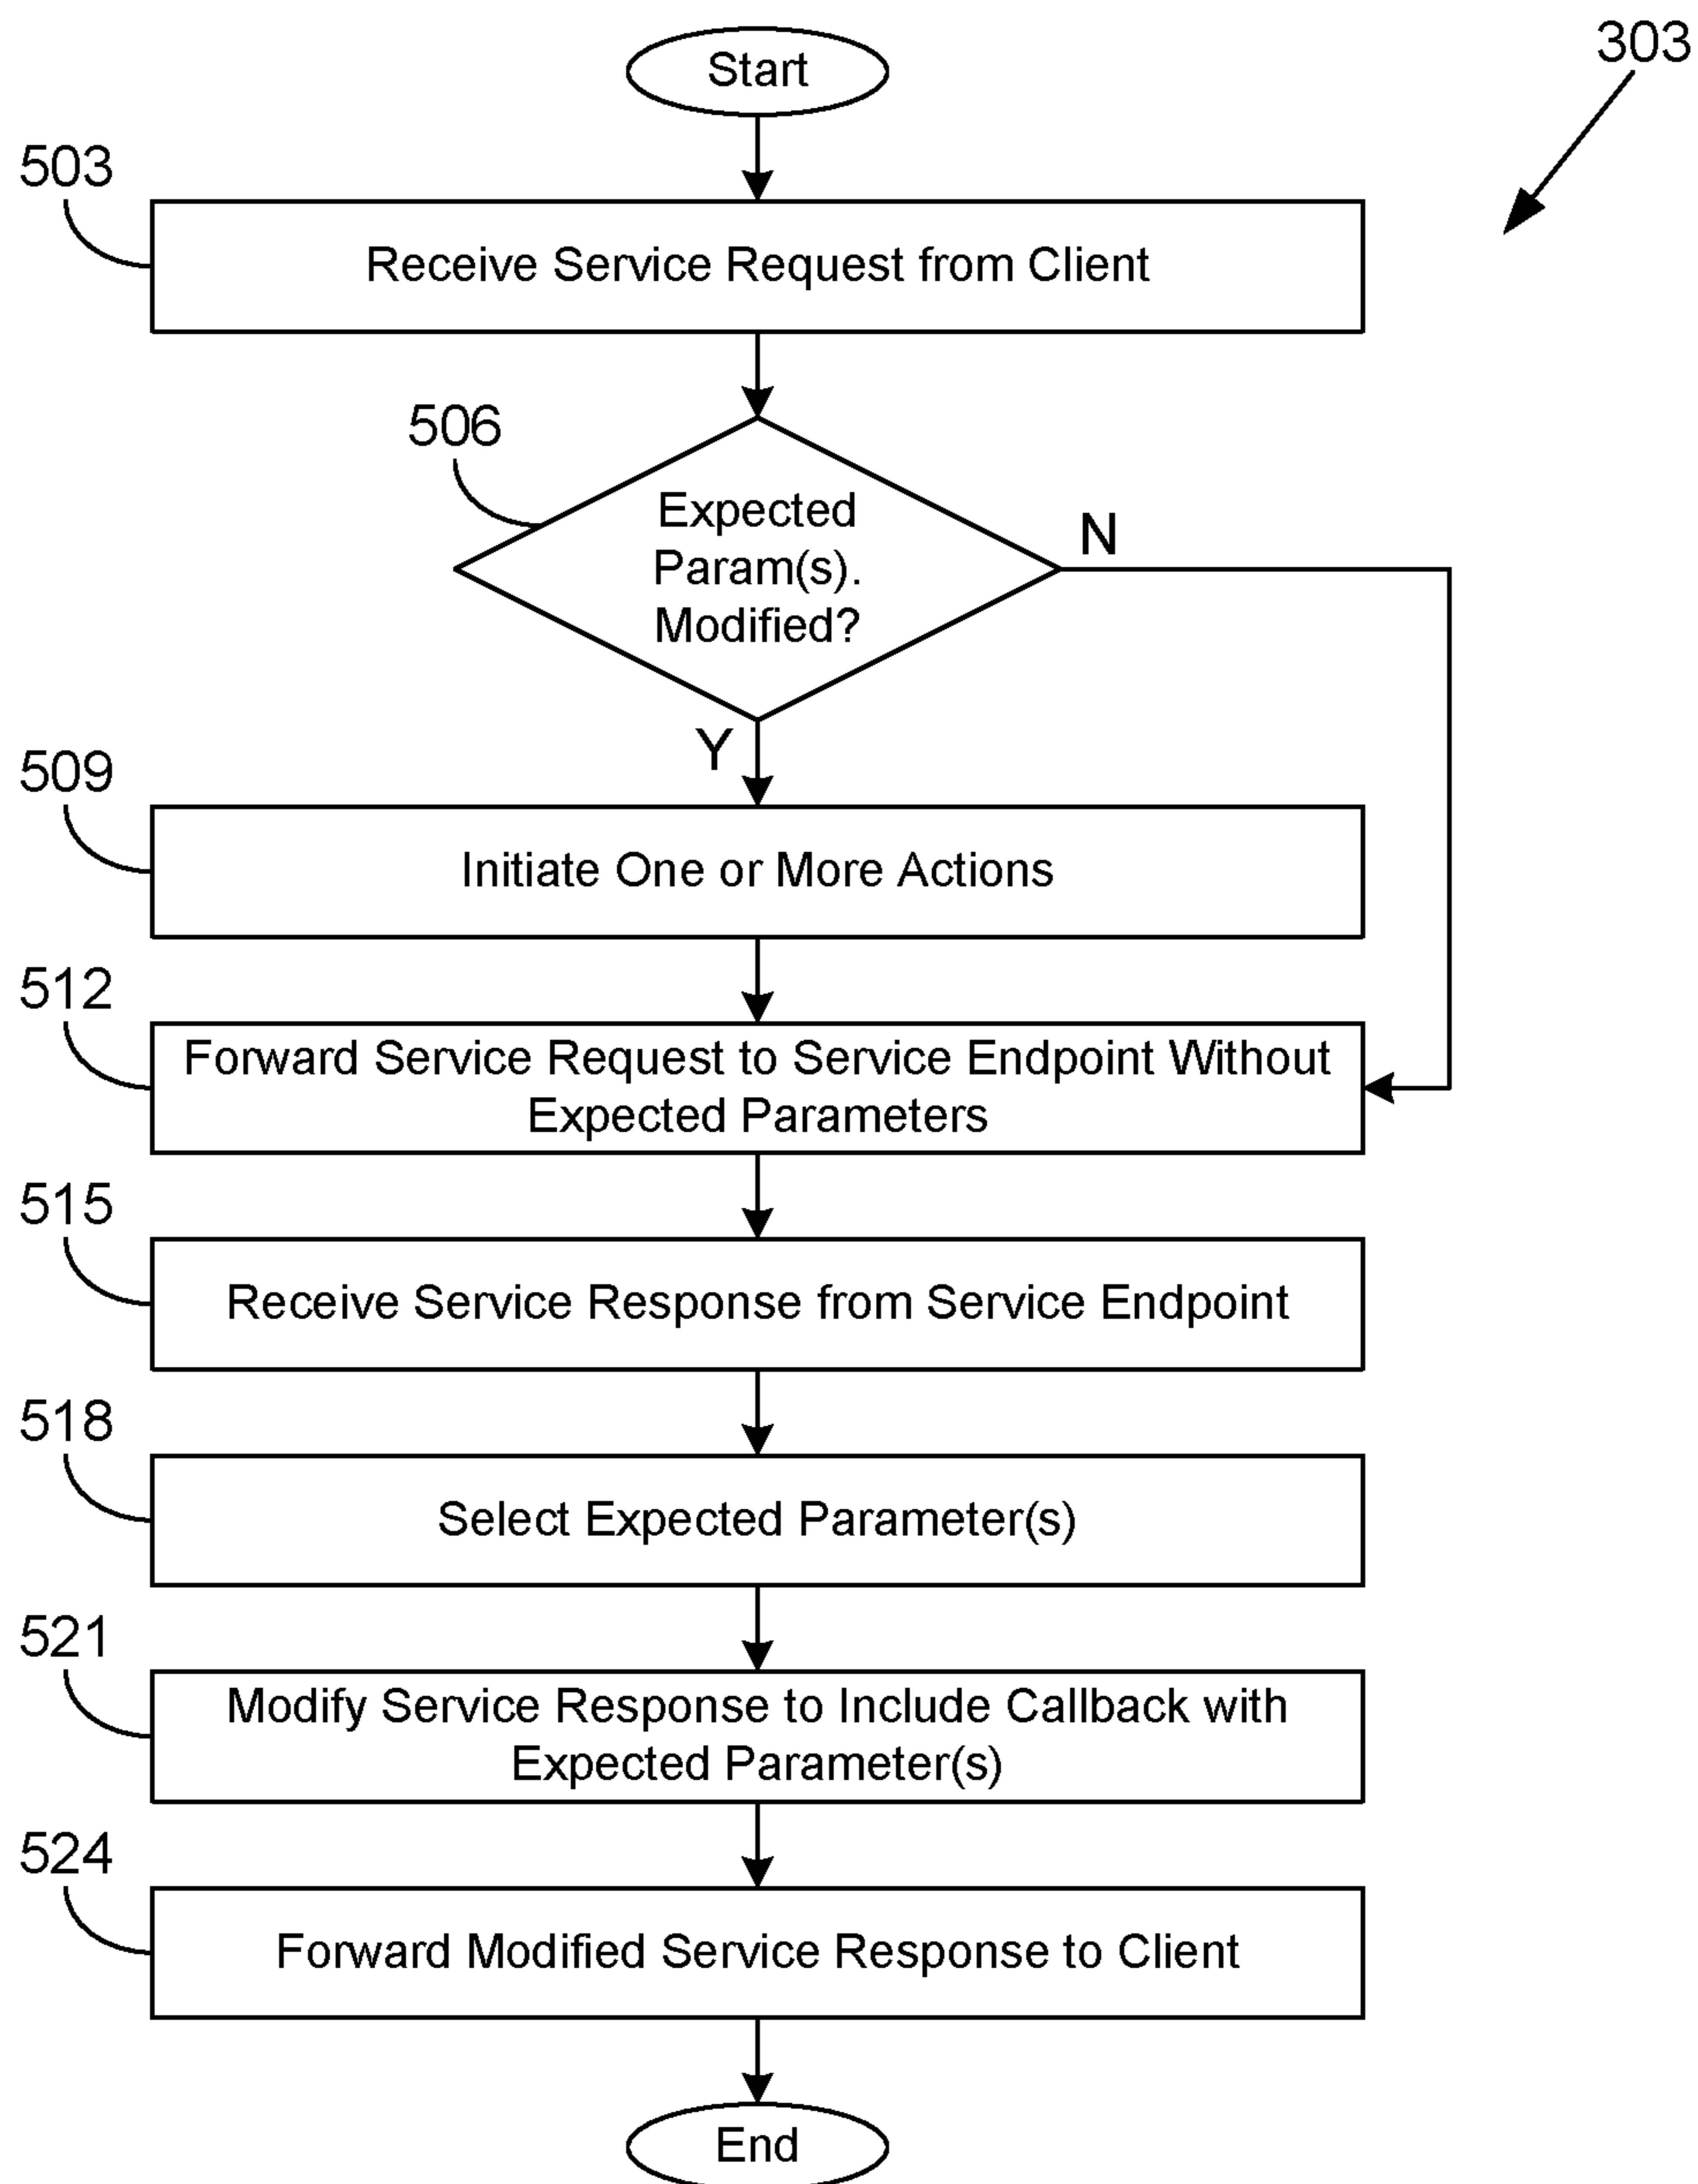 Start
303
503
Receive Service Request from Client
506
Expected
Param(s).
Modified?
N
Y
509
Initiate One or More Actions
512
Forward Service Request to Service Endpoint Without
Expected Parameters
515
Receive Service Response from Service Endpoint
518
Select Expected Parameter(s)
521
Modify Service Response to Include Callback with
Expected Parameter(s)
524
Forward Modified Service Response to Client
End